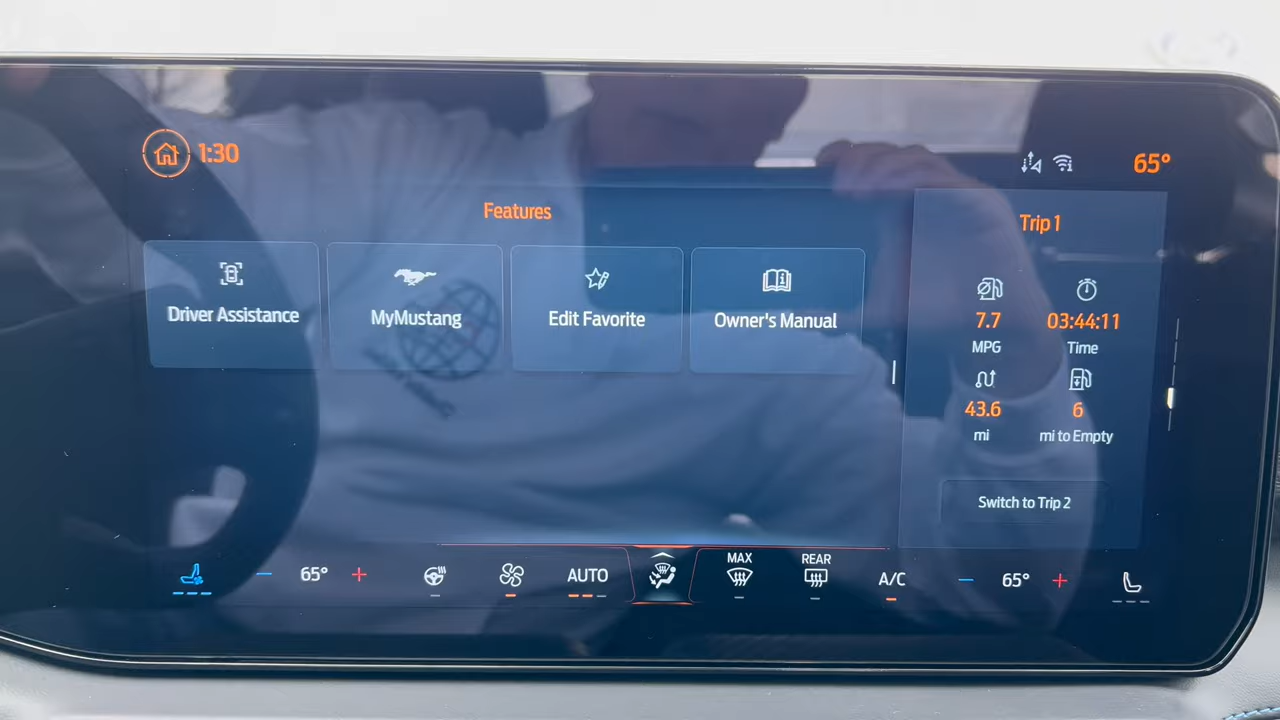 1:30
65°
Features
Trip 1
Driver Assistance
MyMustang
Edit Favorite
Owner's Manual
7.7
MPG
03:44:11
Time
43.6
mi
6
mi to Empty
Switch to Trip 2
65°
AUTO
MAX
REAR
A/C
65°